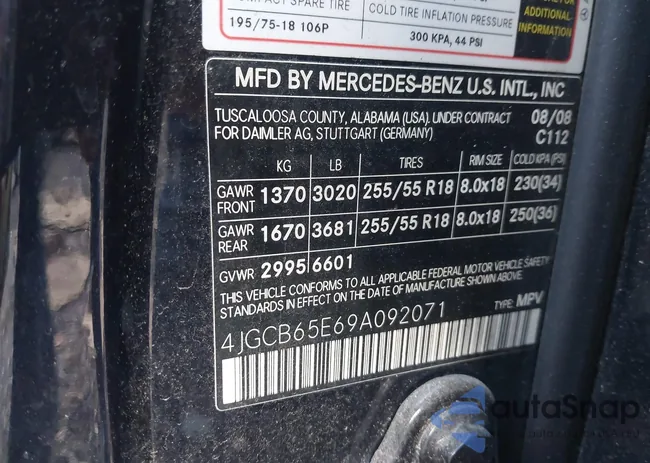 COMPACT SPARE TIRE COLD TIRE INFLATION PRESSURE
195/75-18 106P 300 KPA, 44 PSI
ADDITIONAL
INFORMATION
MFD BY MERCEDES-BENZ U.S. INTL., INC
TUSCALOOSA COUNTY, ALABAMA (USA). UNDER CONTRACT 08/08
FOR DAIMLER AG, STUTTGART (GERMANY) C112
KG LB TIRES RIM SIZE COLD KPA (PSI)
GAWR FRONT 1370 3020 255/55 R18 8.0x18 230(34)
GAWR REAR 1670 3681 255/55 R18 8.0x18 250(36)
GVWR 2995 6601
THIS VEHICLE CONFORMS TO ALL APPLICABLE FEDERAL MOTOR VEHICLE SAFETY
STANDARDS IN EFFECT ON THE DATE OF MANUFACTURE SHOWN ABOVE.
4JGCB65E69A092071 TYPE: MPV
autaSnap